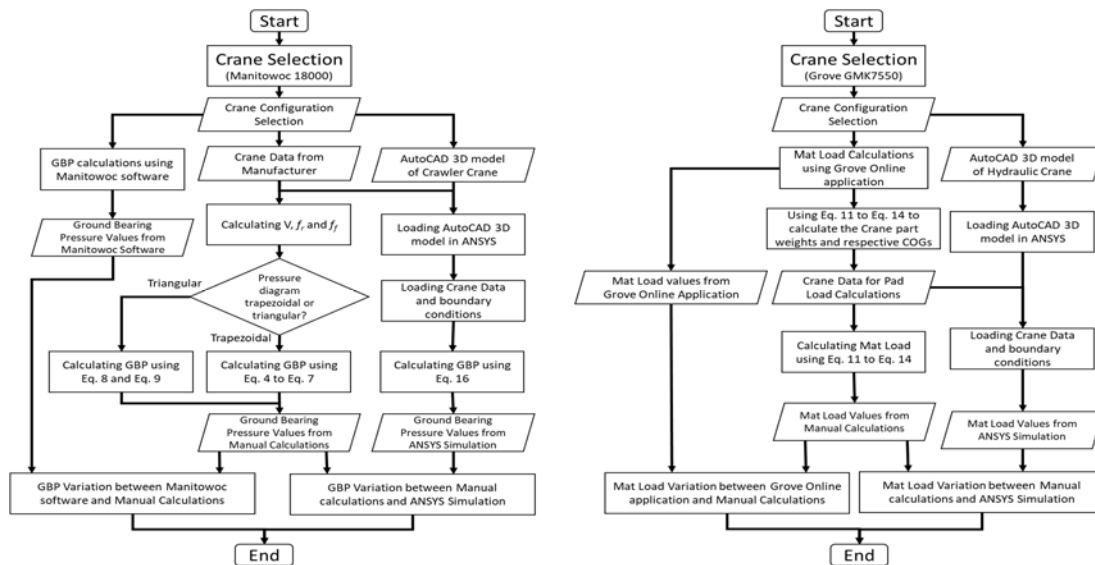 Start
Crane Selection
(Manitowoc 18000)
Crane Configuration
Selection
GBP calculations using
Manitowoc software
Crane Data from
Manufacturer
AutoCAD 3D model
of Crawler Crane
Ground Bearing
Pressure Values from
Manitowoc Software
Calculating V, fr, and ff
Loading AutoCAD 3D
model in ANSYS
Triangular
Pressure
diagram
trapezoidal or
triangular?
Trapezoidal
Loading Crane Data
and boundary
conditions
Calculating GBP using
Eq. 8 and Eq. 9
Calculating GBP using
Eq. 4 to Eq. 7
Calculating GBP using
Eq. 16
Ground Bearing
Pressure Values from
Manual Calculations
Ground Bearing
Pressure Values from
ANSYS Simulation
GBP Variation between Manitowoc
software and Manual Calculations
GBP Variation between Manual
calculations and ANSYS Simulation
End
Start
Crane Selection
(Grove GMK7550)
Crane Configuration
Selection
Mat Load Calculations
using Grove Online
application
AutoCAD 3D model
of Hydraulic Crane
Using Eq. 11 to Eq. 14 to
calculate the Crane part
weights and respective COGs
Loading AutoCAD 3D
model in ANSYS
Mat Load values from
Grove Online Application
Crane Data for Pad
Load Calculations
Calculating Mat Load
using Eq. 11 to Eq. 14
Loading Crane Data
and boundary
conditions
Mat Load Values from
Manual Calculations
Mat Load Values from
ANSYS Simulation
Mat Load Variation between Grove Online
application and Manual Calculations
Mat Load Variation between Manual
calculations and ANSYS Simulation
End